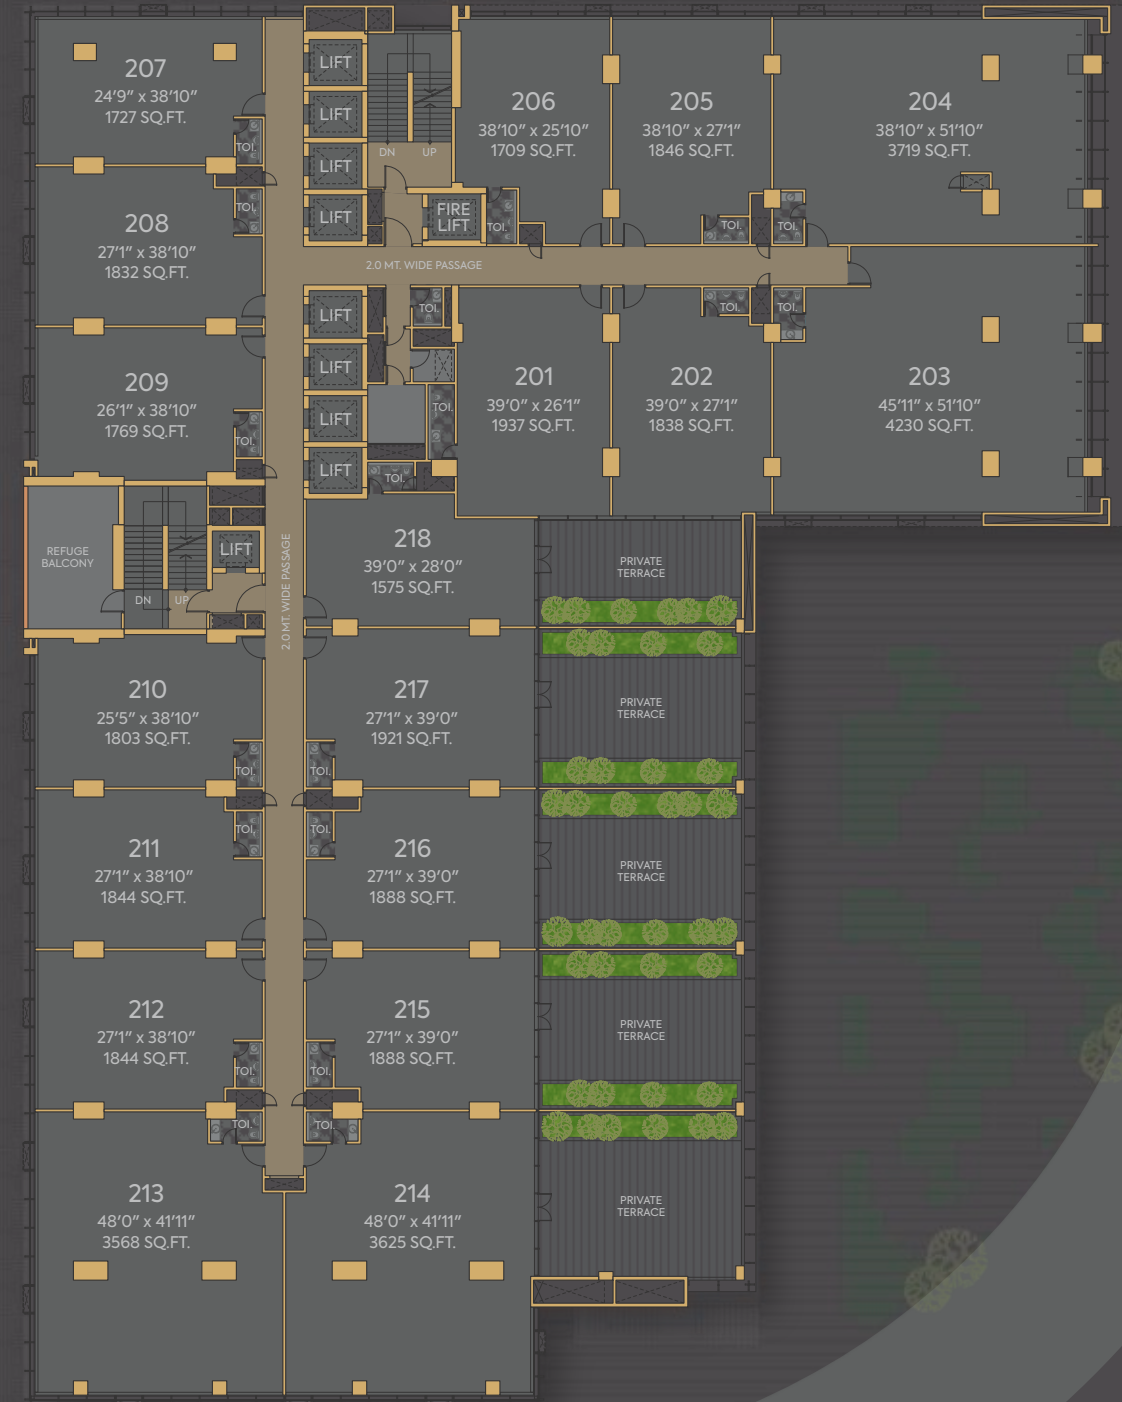 207
24'9" x 38'10"
1727 SQ.FT.
TOI.
LIFT
LIFT
LIFT
LIFT
DN
UP
FIRE
LIFT
TOI.
206
38'10" x 25'10"
1709 SQ.FT.
205
38'10" x 27'1"
1846 SQ.FT.
TOI.
TOI.
204
38'10" x 51'10"
3719 SQ.FT.
208
27'1" x 38'10"
1832 SQ.FT.
TOI.
2.0 MT. WIDE PASSAGE
209
26'1" x 38'10"
1769 SQ.FT.
TOI.
LIFT
LIFT
LIFT
LIFT
TOI.
TOI.
TOI.
201
39'0" x 26'1"
1937 SQ.FT.
202
39'0" x 27'1"
1838 SQ.FT.
TOI.
TOI.
203
45'11" x 51'10"
4230 SQ.FT.
REFUGE
BALCONY
DN
UP
LIFT
2.0 MT. WIDE PASSAGE
218
39'0" x 28'0"
1575 SQ.FT.
PRIVATE
TERRACE
210
25'5" x 38'10"
1803 SQ.FT.
TOI.
217
27'1" x 39'0"
1921 SQ.FT.
TOI.
PRIVATE
TERRACE
211
27'1" x 38'10"
1844 SQ.FT.
TOI.
TOI.
216
27'1" x 39'0"
1888 SQ.FT.
PRIVATE
TERRACE
212
27'1" x 38'10"
1844 SQ.FT.
TOI.
TOI.
215
27'1" x 39'0"
1888 SQ.FT.
PRIVATE
TERRACE
TOI.
TOI.
213
48'0" x 41'11"
3568 SQ.FT.
214
48'0" x 41'11"
3625 SQ.FT.
PRIVATE
TERRACE